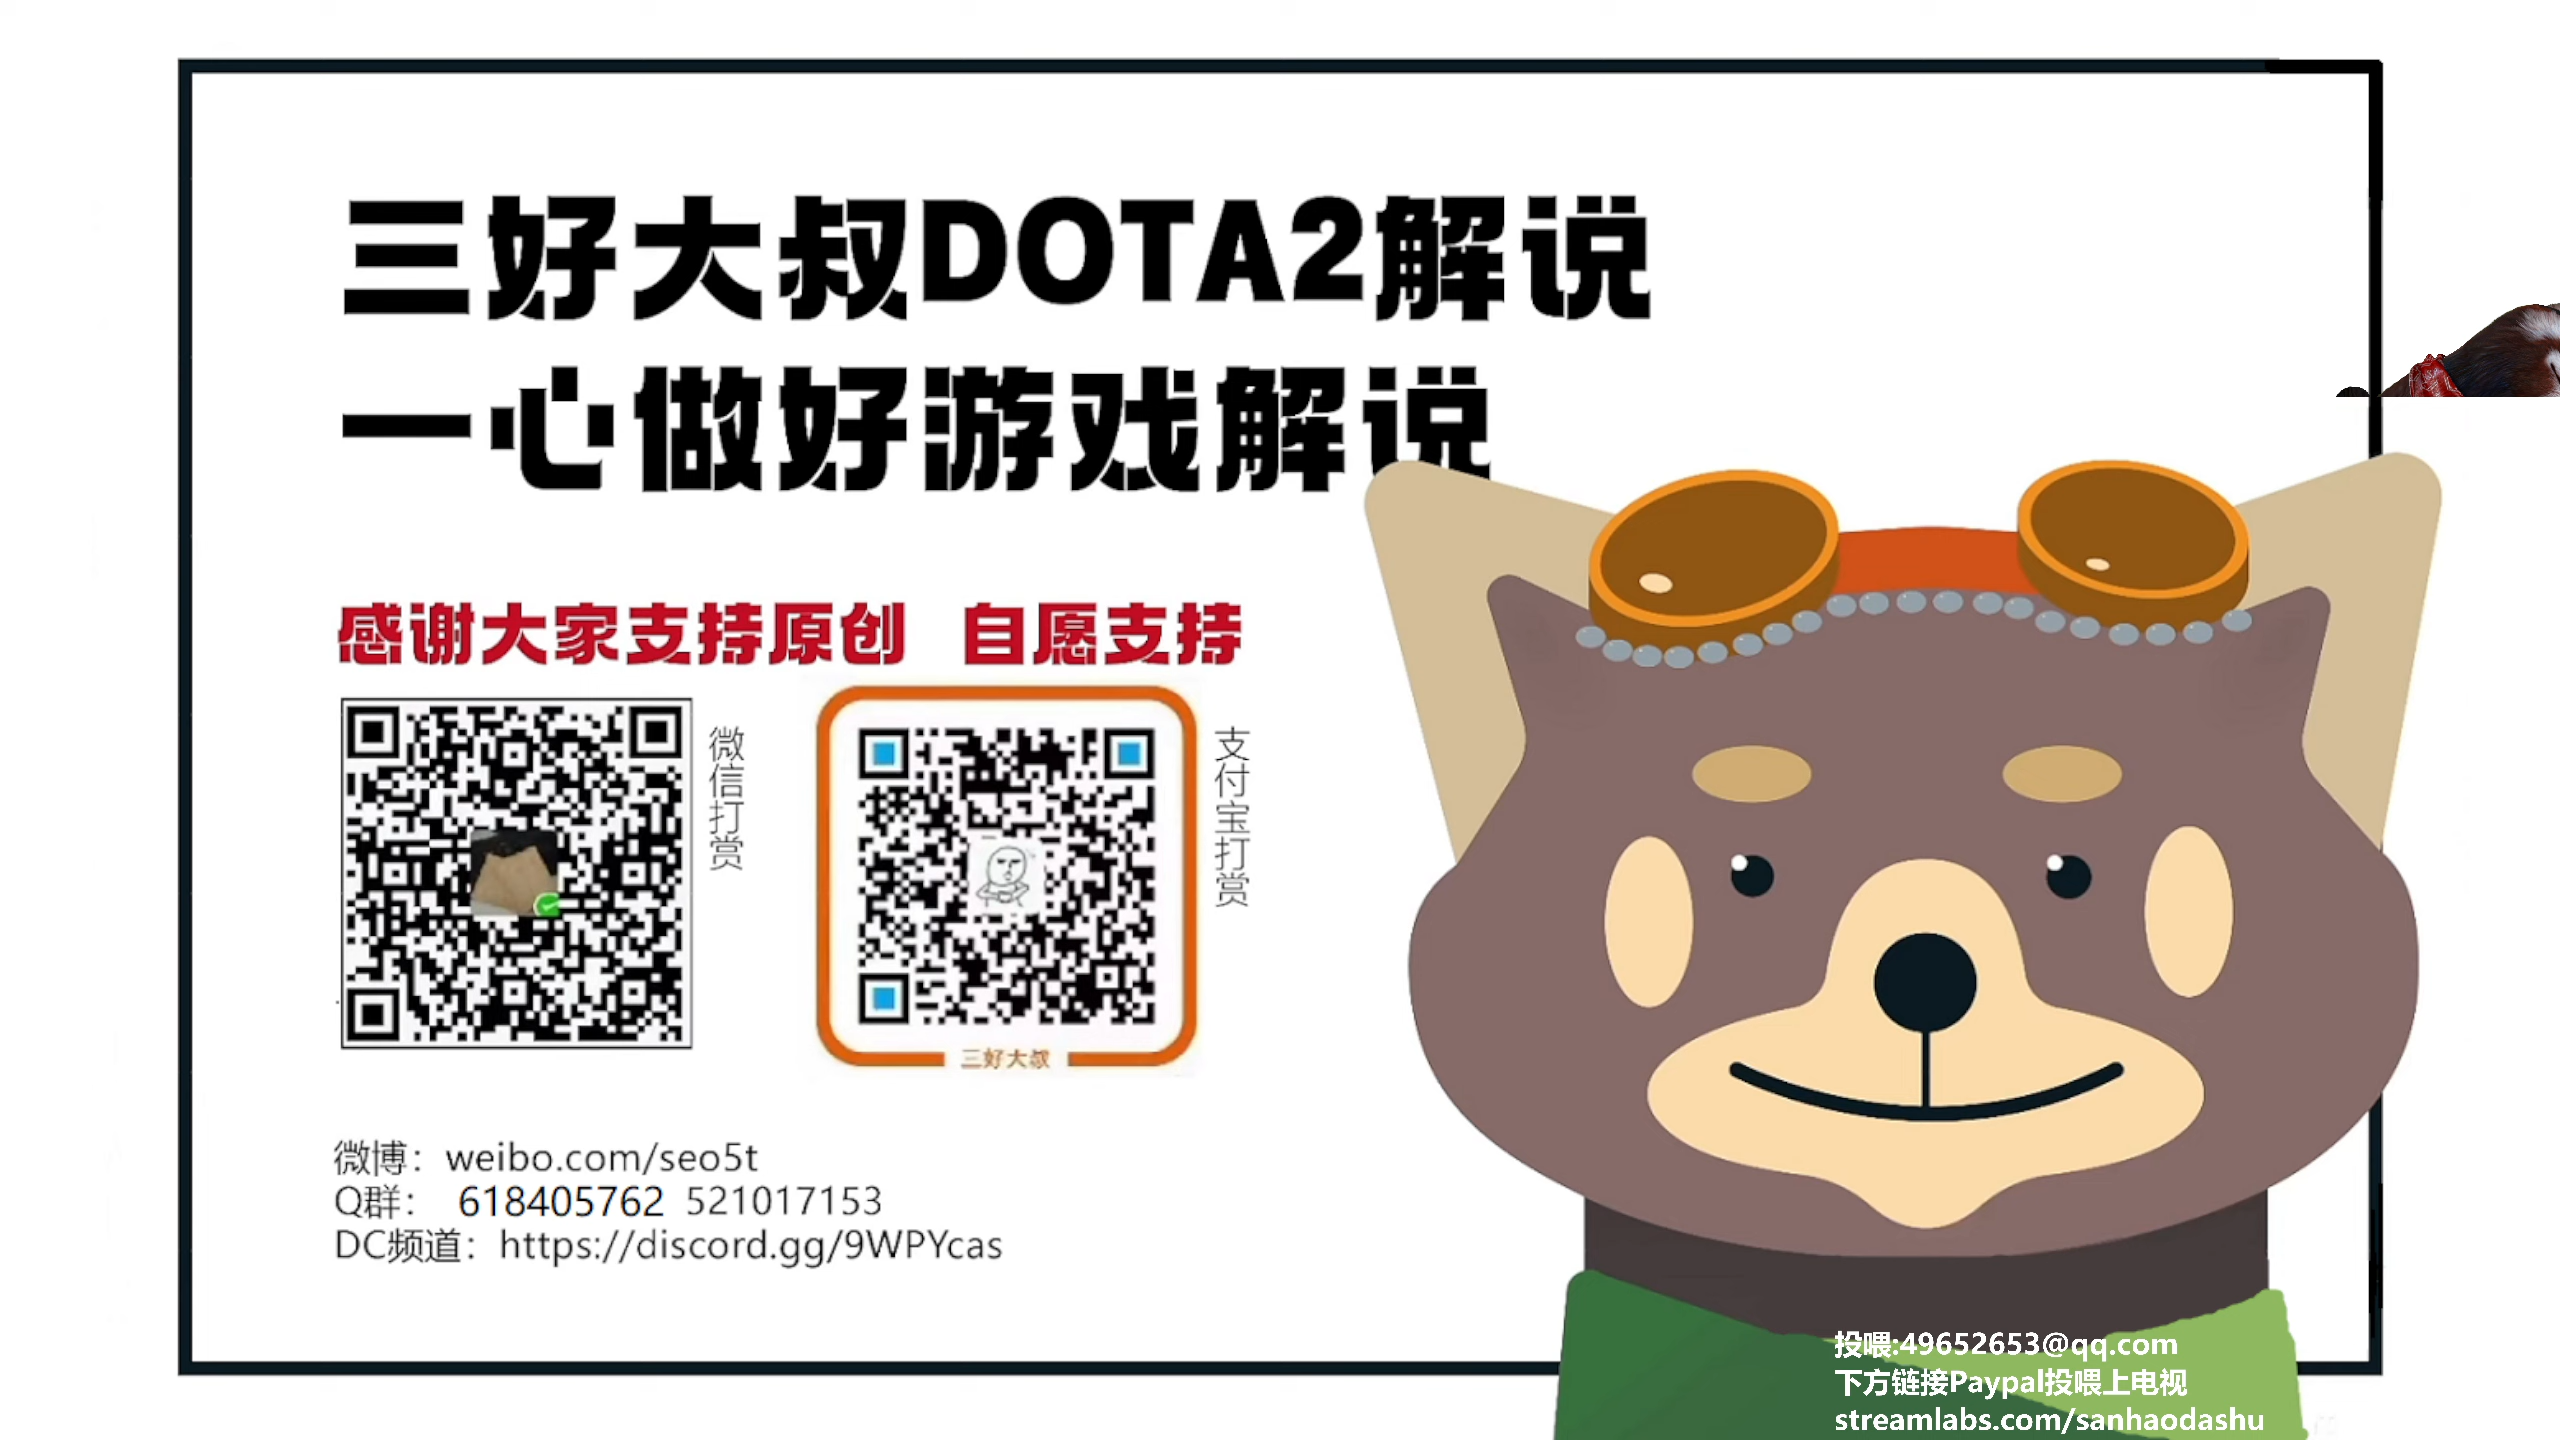 三好大叔DOTA2解说
一心做好游戏解说
感谢大家支持原创 自愿支持
微信打赏
支付宝打赏
三好大叔
微博：weibo.com/seo5t
Q群： 618405762 521017153
DC频道：https://discord.gg/9WPYcas
投喂:49652653@qq.com
下方链接Paypal投喂上电视
streamlabs.com/sanhaodashu